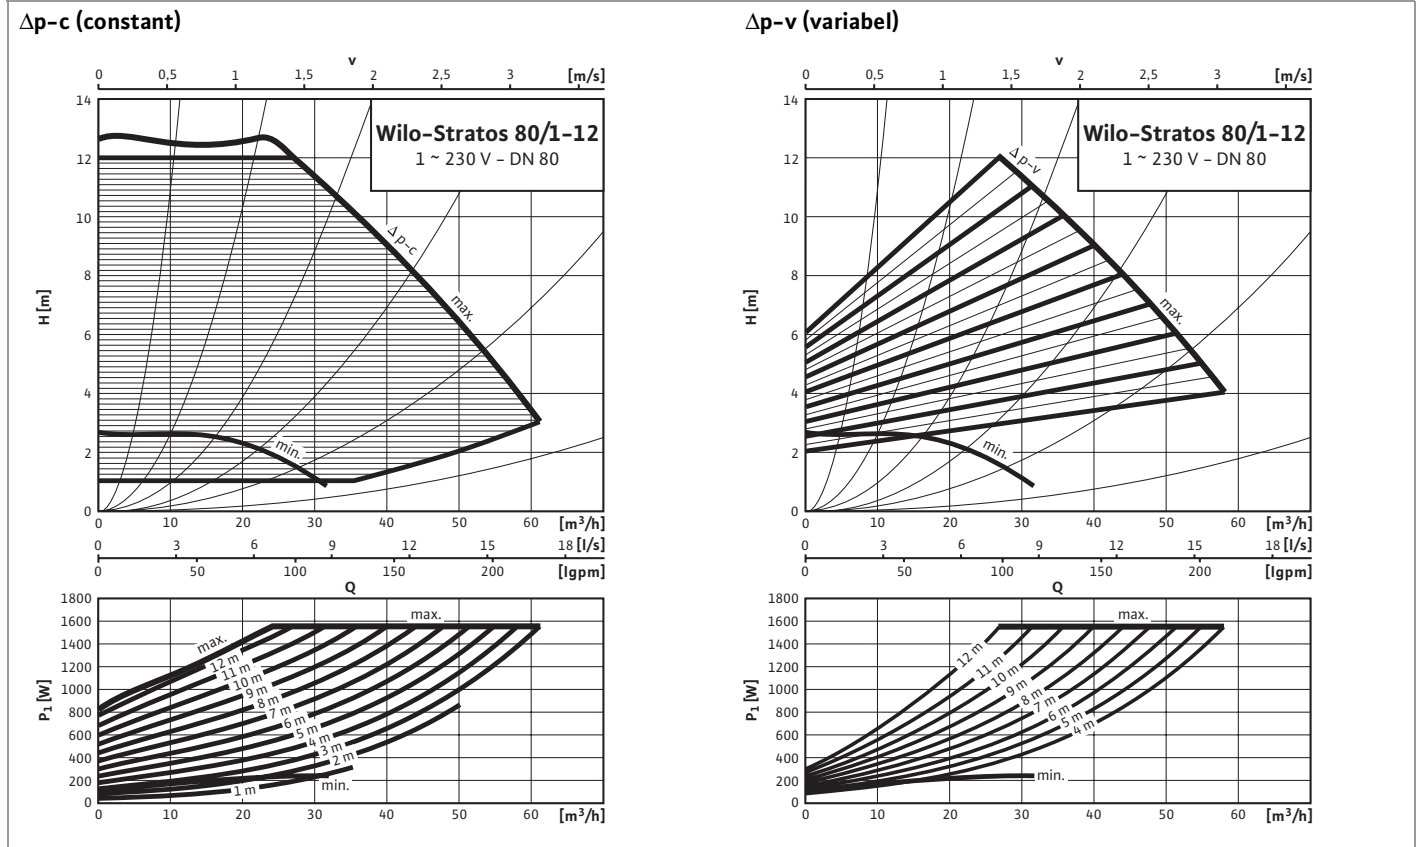 Δp-c (constant)
v
0 0,5 1 1,5 2 2,5 3 [m/s]
14
Wilo-Stratos 80/1-12
1 ~ 230 V - DN 80
12
Δ p-c
10
8
max.
H [m]
6
4
min.
2
0
0 10 20 30 40 50 60 [m³/h]
0 3 6 9 12 15 18 [l/s]
0 50 100 150 200 [Igpm]
Q
1800
1600
1400
1200
1000
800
600
400
200
0
P1 [W]
max.
max.
12 m
11 m
10 m
9 m
8 m
7 m
6 m
5 m
4 m
3 m
2 m
1 m
min.
0 10 20 30 40 50 60 [m³/h]
Δp-v (variabel)
v
0 0,5 1 1,5 2 2,5 3 [m/s]
14
Wilo-Stratos 80/1-12
1 ~ 230 V - DN 80
Δ p-v
12
10
8
max.
H [m]
6
4
min.
2
0
0 10 20 30 40 50 60 [m³/h]
0 3 6 9 12 15 18 [l/s]
0 50 100 150 200 [Igpm]
Q
1800
1600
1400
1200
1000
800
600
400
200
0
P1 [W]
max.
12 m
11 m
10 m
9 m
8 m
7 m
6 m
5 m
4 m
min.
0 10 20 30 40 50 60 [m³/h]